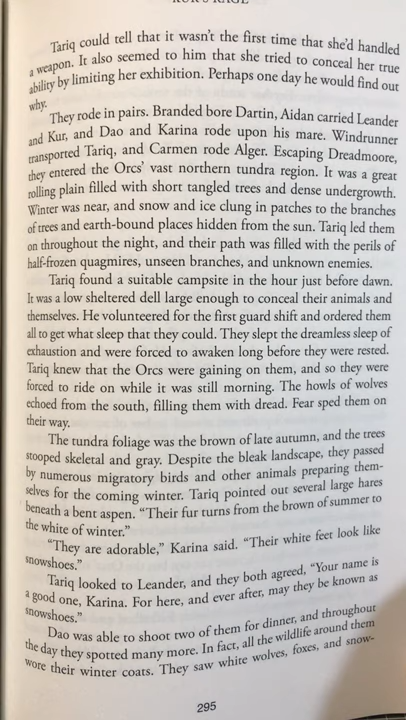 Tariq could tell that it wasn't the first time that she'd handled
a weapon. It also seemed to him that she tried to conceal her true
ability by limiting her exhibition. Perhaps one day he would find out
why.
They rode in pairs. Branded bore Dartin, Aidan carried Leander
and Kur, and Dao and Karina rode upon his mare. Windrunner
transported Tariq, and Carmen rode Alger. Escaping Dreadmoore,
they entered the Orcs' vast northern tundra region. It was a great
rolling plain filled with short tangled trees and dense undergrowth.
Winter was near, and snow and ice clung in patches to the branches
of trees and earth-bound places hidden from the sun. Tariq led them
on throughout the night, and their path was filled with the perils of
half-frozen quagmires, unseen branches, and unknown enemies.
Tariq found a suitable campsite in the hour just before dawn.
It was a low sheltered dell large enough to conceal their animals and
themselves. He volunteered for the first guard shift and ordered them
all to get what sleep that they could. They slept the dreamless sleep of
exhaustion and were forced to awaken long before they were rested.
Tariq knew that the Orcs were gaining on them, and so they were
forced to ride on while it was still morning. The howls of wolves
echoed from the south, filling them with dread. Fear sped them on
their way.
The tundra foliage was the brown of late autumn, and the trees
stooped skeletal and gray. Despite the bleak landscape, they passed
by numerous migratory birds and other animals preparing them-
selves for the coming winter. Tariq pointed out several large hares
beneath a bent aspen. "Their fur turns from the brown of summer to
the white of winter."
"They are adorable," Karina said. "Their white feet look like
snowshoes."
Tariq looked to Leander, and they both agreed, "Your name is
a good one, Karina. For here, and ever after, may they be known as
snowshoes."
Dao was able to shoot two of them for dinner, and throughout
the day they spotted many more. In fact, all the wildlife around them
wore their winter coats. They saw white wolves, foxes, and snow-
295